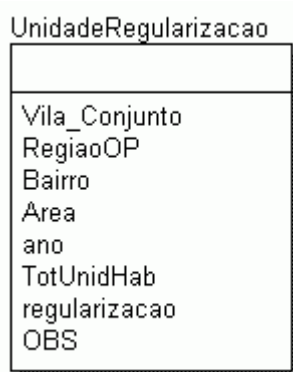 UnidadeRegularizacao
Vila_Conjunto
RegiaoOP
Bairro
Area
ano
TotUnidHab
regularizacao
OBS